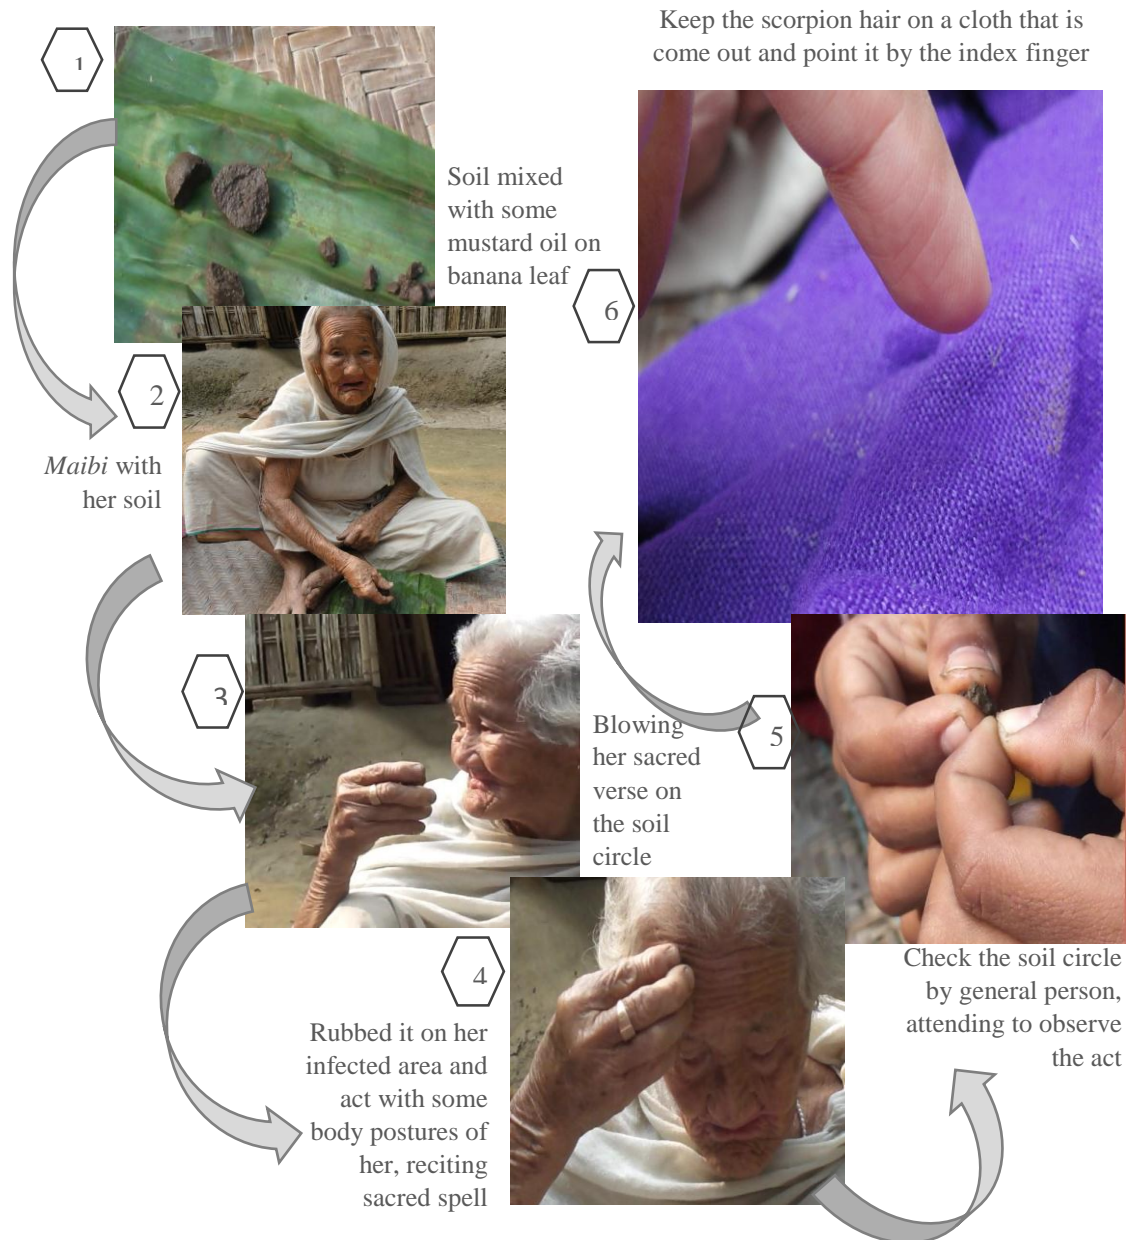 1
Soil mixed
with some
mustard oil on
banana leaf
2
Maibi with
her soil
3
Blowing
her sacred
verse on
the soil
circle
4
Rubbed it on her
infected area and
act with some
body postures of
her, reciting
sacred spell
5
Check the soil circle
by general person,
attending to observe
the act
6
Keep the scorpion hair on a cloth that is
come out and point it by the index finger